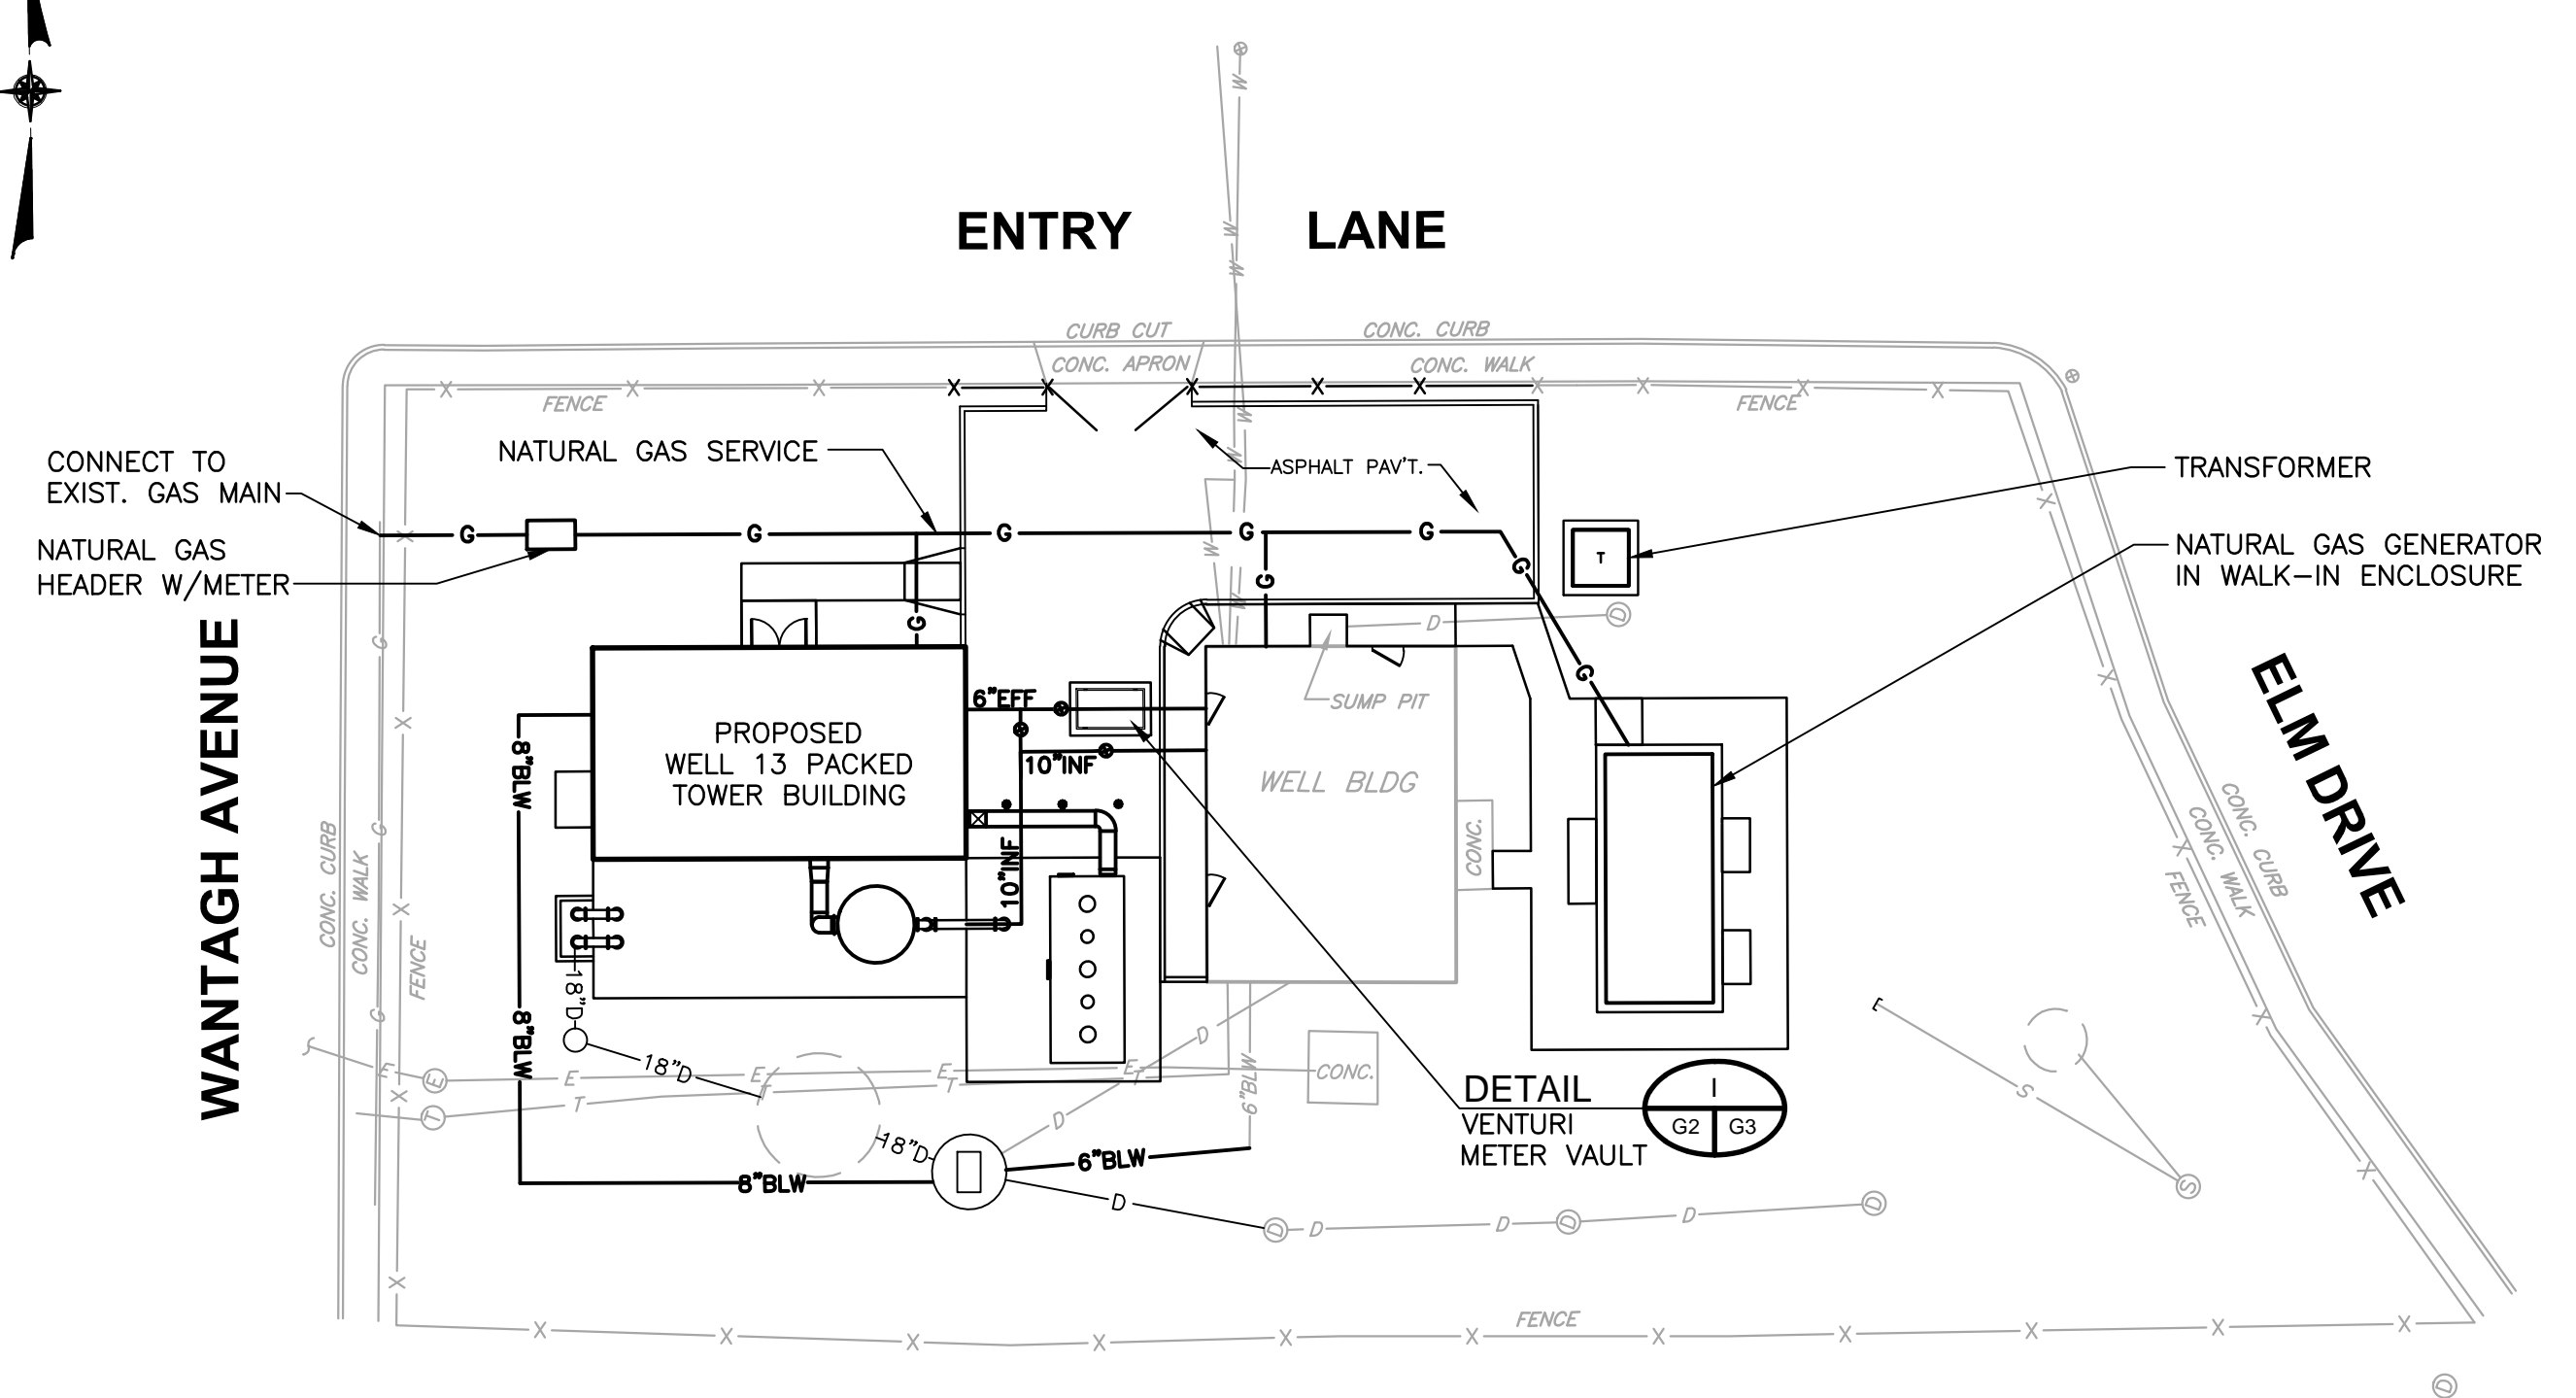 ENTRY LANE
W
W
W
CURB CUT
CONC. CURB
CONC. APRON
CONC. WALK
X X X X X X X X X X X X
FENCE
FENCE
W
W
W
W
CONNECT TO
EXIST. GAS MAIN
NATURAL GAS SERVICE
ASPHALT PAV'T.
TRANSFORMER
NATURAL GAS
HEADER W/METER
G G G G G G G G
T
NATURAL GAS GENERATOR
IN WALK-IN ENCLOSURE
D D
WANTAGH AVENUE
ELM DRIVE
SUMP PIT
6"EFF
10"INF
10"INF
PROPOSED
WELL 13 PACKED
TOWER BUILDING
WELL BLDG
CONC.
8"BLW
8"BLW
CONC. CURB
CONC. WALK
FENCE
G G G
X X X X X
CONC. CURB
CONC. WALK
FENCE
X X X X X
18"D
18"D
18"D
E E E E E E
T T T T T
D
D
6"BLW
CONC.
DETAIL
VENTURI
METER VAULT
I
G2 G3
S
S
8"BLW
6"BLW
D
D D D D D D
FENCE
X X X X X X X X X X X
D